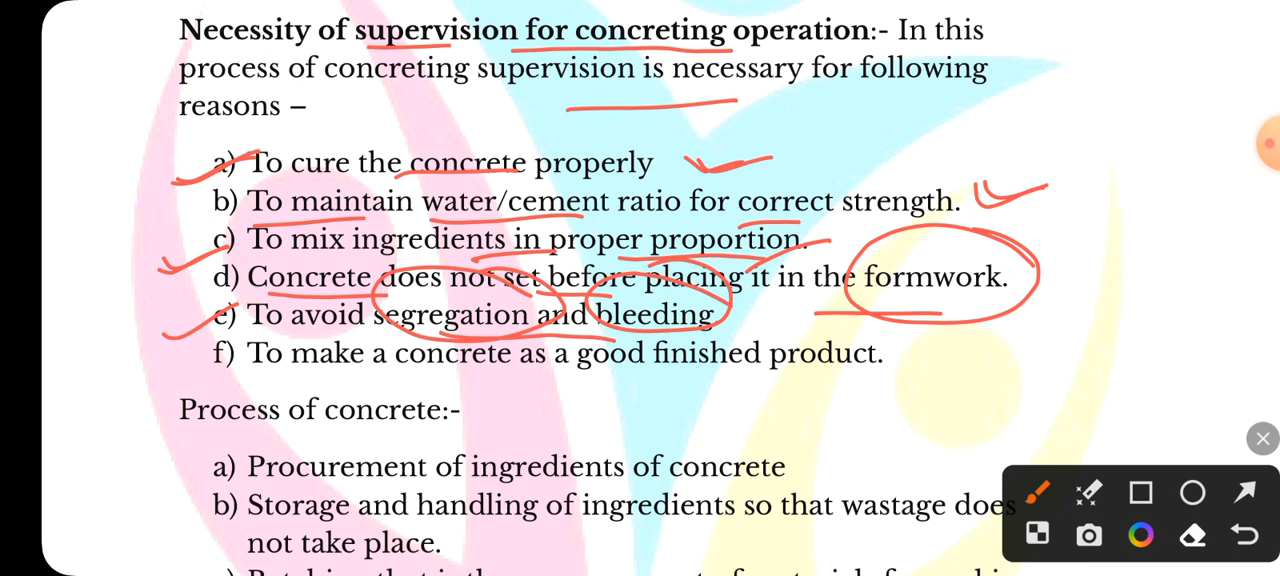 Necessity of supervision for concreting operation:- In this
process of concreting supervision is necessary for following
reasons –
a) To cure the concrete properly
b) To maintain water/cement ratio for correct strength.
c) To mix ingredients in proper proportion.
d) Concrete does not set before placing it in the formwork.
e) To avoid segregation and bleeding
f) To make a concrete as a good finished product.
Process of concrete:-
a) Procurement of ingredients of concrete
b) Storage and handling of ingredients so that wastage does
not take place.